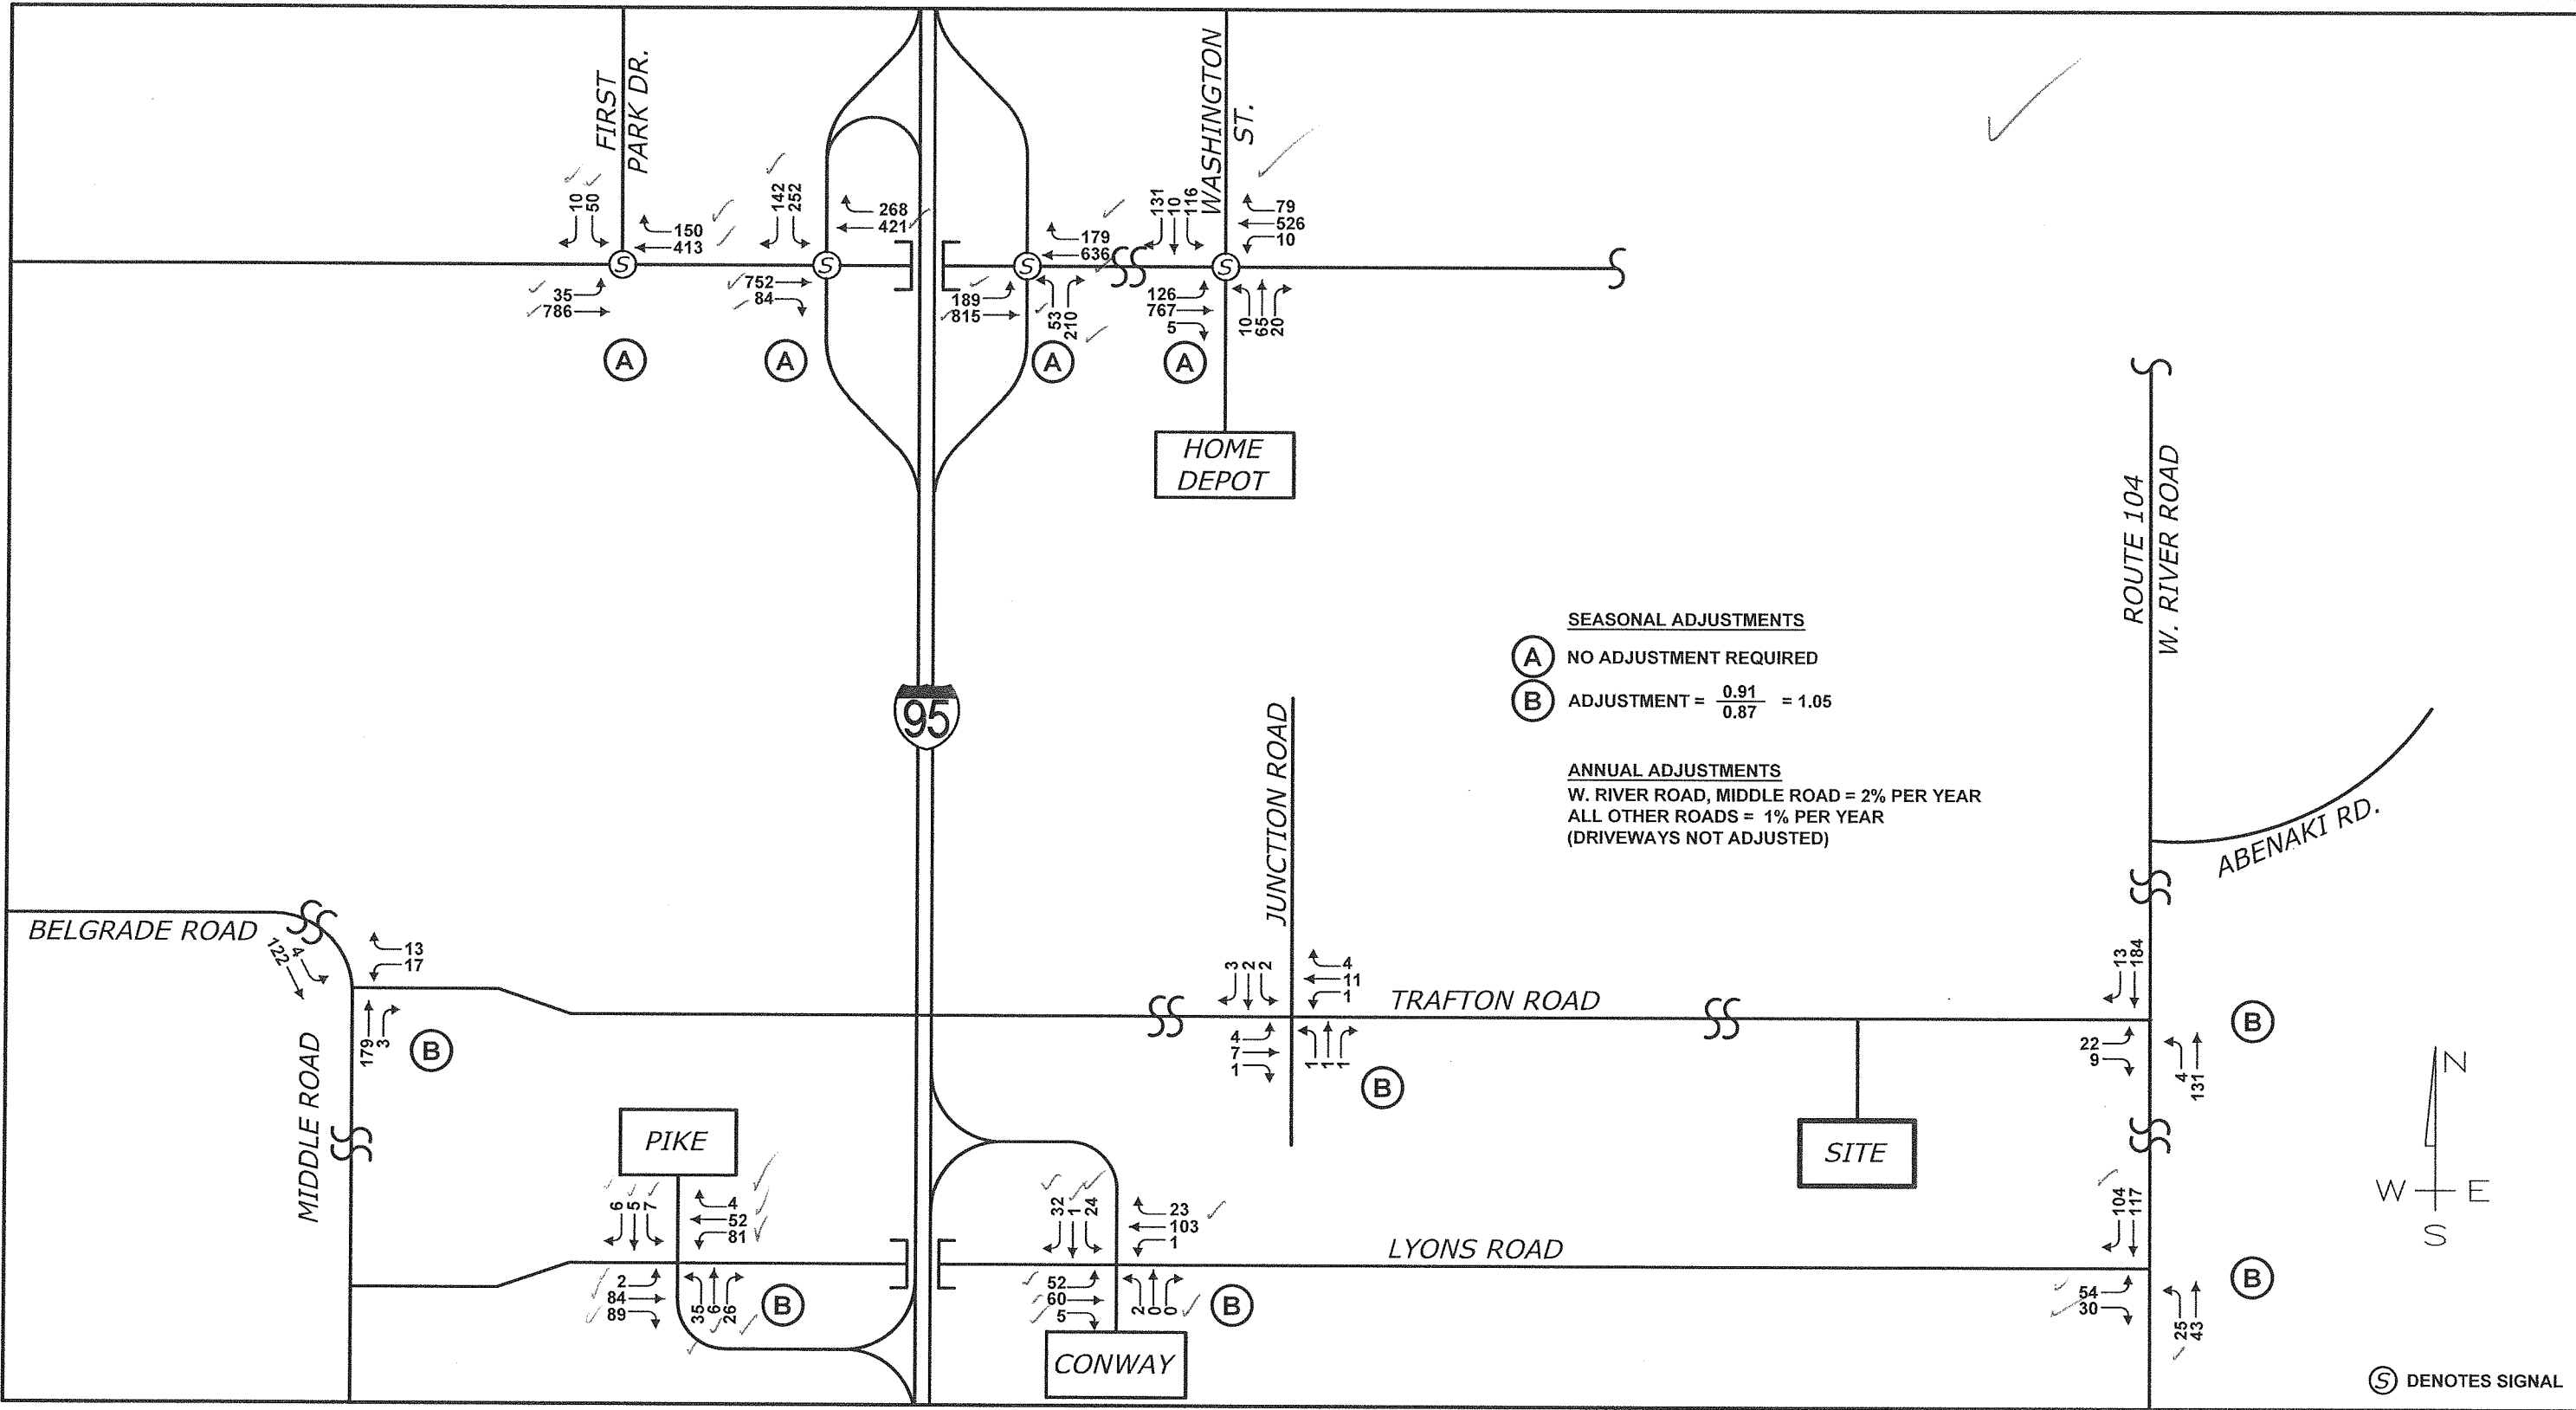 FIRST
PARK DR.
WASHINGTON
ST.
10
50
150
413
35
786
S
A
142
252
268
421
752
84
S
A
179
636
189
815
53
210
S
A
131
10
116
79
526
10
126
767
5
10
65
20
S
A
HOME
DEPOT
95
ROUTE 104
W. RIVER ROAD
SEASONAL ADJUSTMENTS
A NO ADJUSTMENT REQUIRED
B ADJUSTMENT = 0.91 / 0.87 = 1.05
ANNUAL ADJUSTMENTS
W. RIVER ROAD, MIDDLE ROAD = 2% PER YEAR
ALL OTHER ROADS = 1% PER YEAR
(DRIVEWAYS NOT ADJUSTED)
JUNCTION ROAD
ABENAKI RD.
BELGRADE ROAD
122
4
13
17
179
3
B
MIDDLE ROAD
3
2
2
4
11
1
4
7
1
1
1
1
B
TRAFTON ROAD
13
184
22
9
4
131
B
SITE
N
W E
S
PIKE
6
5
7
4
52
81
2
84
89
35
6
26
B
32
1
24
23
103
1
52
60
5
2
0
0
B
CONWAY
LYONS ROAD
104
117
54
30
25
43
B
S DENOTES SIGNAL